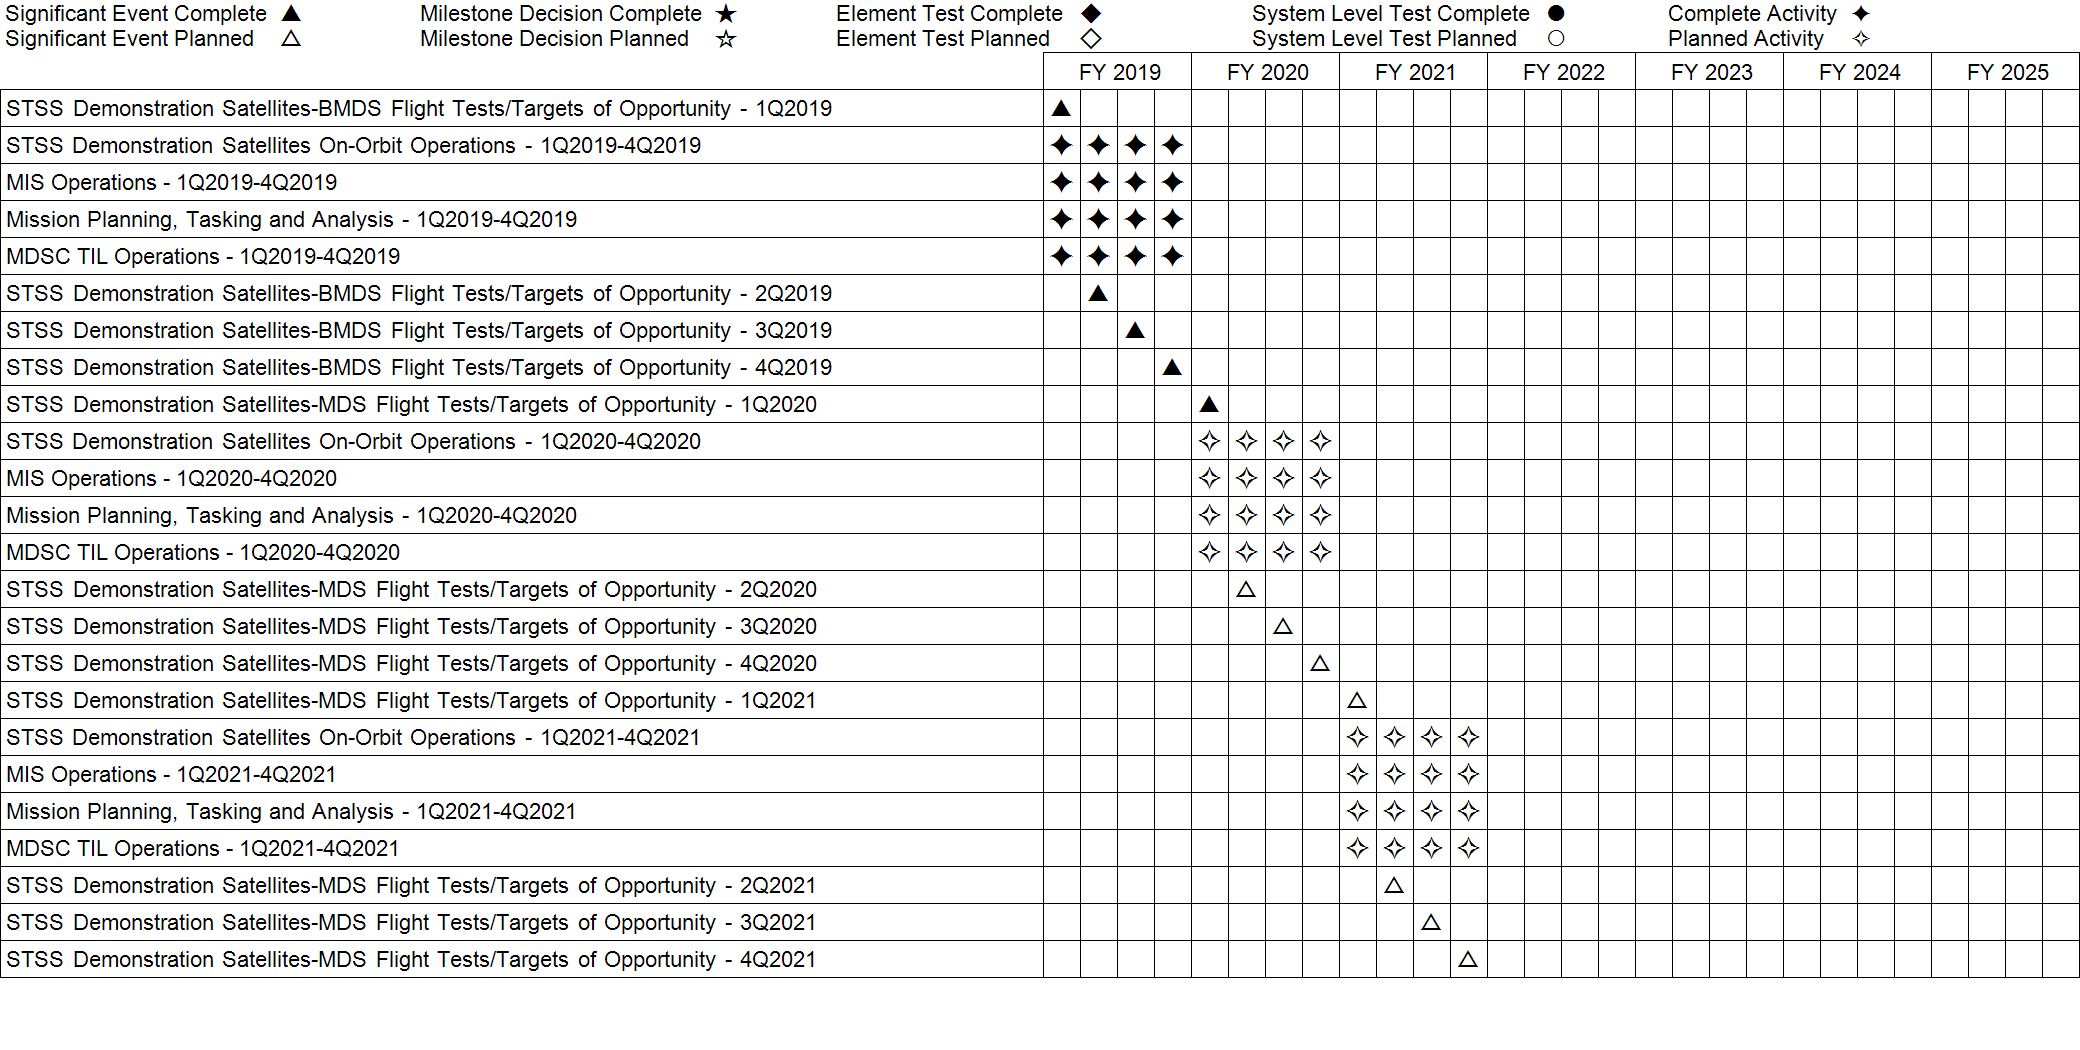 Significant Event Complete ▲ Milestone Decision Complete ★ Element Test Complete ◆ System Level Test Complete ● Complete Activity ✦
Significant Event Planned △ Milestone Decision Planned ☆ Element Test Planned ◇ System Level Test Planned ○ Planned Activity ✧
FY 2019 FY 2020 FY 2021 FY 2022 FY 2023 FY 2024 FY 2025
STSS Demonstration Satellites-BMDS Flight Tests/Targets of Opportunity - 1Q2019 ▲
STSS Demonstration Satellites On-Orbit Operations - 1Q2019-4Q2019 ✦ ✦ ✦ ✦
MIS Operations - 1Q2019-4Q2019 ✦ ✦ ✦ ✦
Mission Planning, Tasking and Analysis - 1Q2019-4Q2019 ✦ ✦ ✦ ✦
MDSC TIL Operations - 1Q2019-4Q2019 ✦ ✦ ✦ ✦
STSS Demonstration Satellites-BMDS Flight Tests/Targets of Opportunity - 2Q2019 ▲
STSS Demonstration Satellites-BMDS Flight Tests/Targets of Opportunity - 3Q2019 ▲
STSS Demonstration Satellites-BMDS Flight Tests/Targets of Opportunity - 4Q2019 ▲
STSS Demonstration Satellites-MDS Flight Tests/Targets of Opportunity - 1Q2020 ▲
STSS Demonstration Satellites On-Orbit Operations - 1Q2020-4Q2020 ✧ ✧ ✧ ✧
MIS Operations - 1Q2020-4Q2020 ✧ ✧ ✧ ✧
Mission Planning, Tasking and Analysis - 1Q2020-4Q2020 ✧ ✧ ✧ ✧
MDSC TIL Operations - 1Q2020-4Q2020 ✧ ✧ ✧ ✧
STSS Demonstration Satellites-MDS Flight Tests/Targets of Opportunity - 2Q2020 △
STSS Demonstration Satellites-MDS Flight Tests/Targets of Opportunity - 3Q2020 △
STSS Demonstration Satellites-MDS Flight Tests/Targets of Opportunity - 4Q2020 △
STSS Demonstration Satellites-MDS Flight Tests/Targets of Opportunity - 1Q2021 △
STSS Demonstration Satellites On-Orbit Operations - 1Q2021-4Q2021 ✧ ✧ ✧ ✧
MIS Operations - 1Q2021-4Q2021 ✧ ✧ ✧ ✧
Mission Planning, Tasking and Analysis - 1Q2021-4Q2021 ✧ ✧ ✧ ✧
MDSC TIL Operations - 1Q2021-4Q2021 ✧ ✧ ✧ ✧
STSS Demonstration Satellites-MDS Flight Tests/Targets of Opportunity - 2Q2021 △
STSS Demonstration Satellites-MDS Flight Tests/Targets of Opportunity - 3Q2021 △
STSS Demonstration Satellites-MDS Flight Tests/Targets of Opportunity - 4Q2021 △